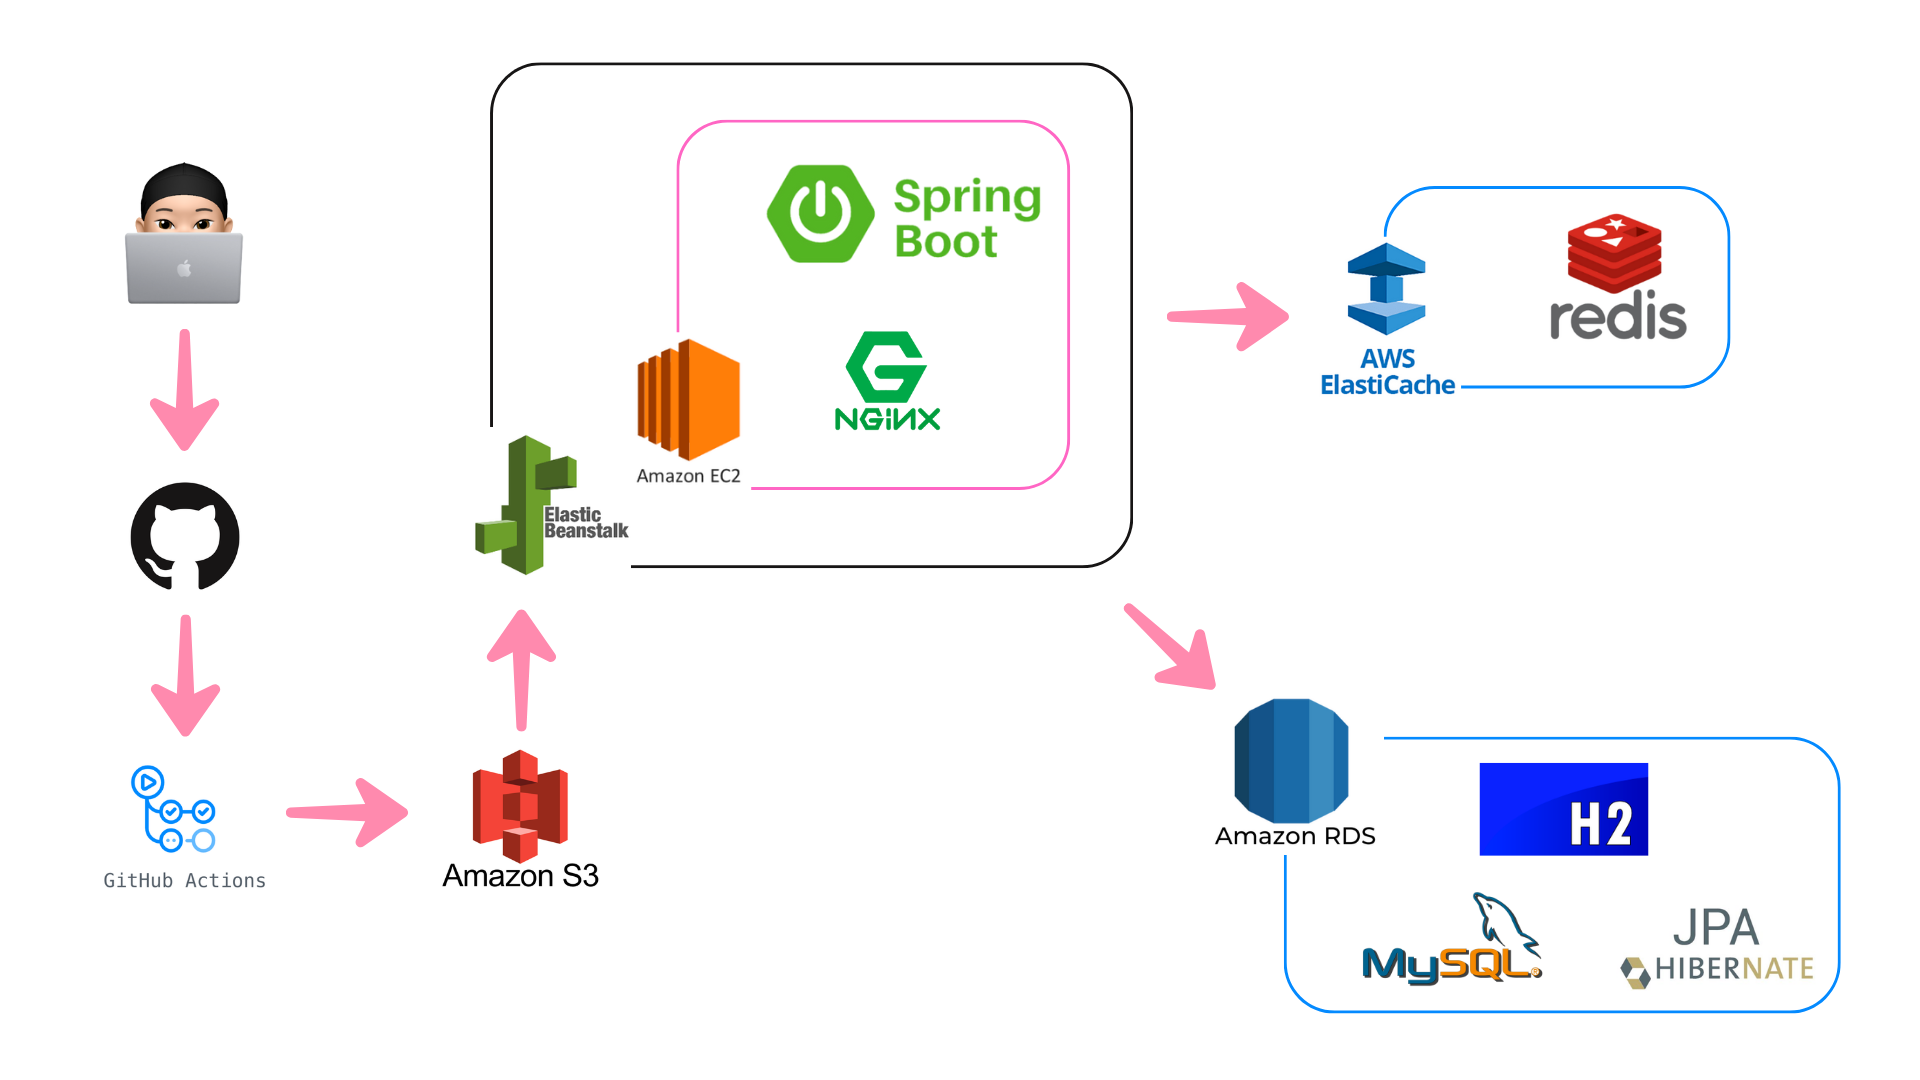 Spring
Boot
NGiNX
Amazon EC2
Elastic
Beanstalk
AWS
ElastiCache
redis
GitHub Actions
Amazon S3
Amazon RDS
H2
MySQL®
JPA
HIBERNATE